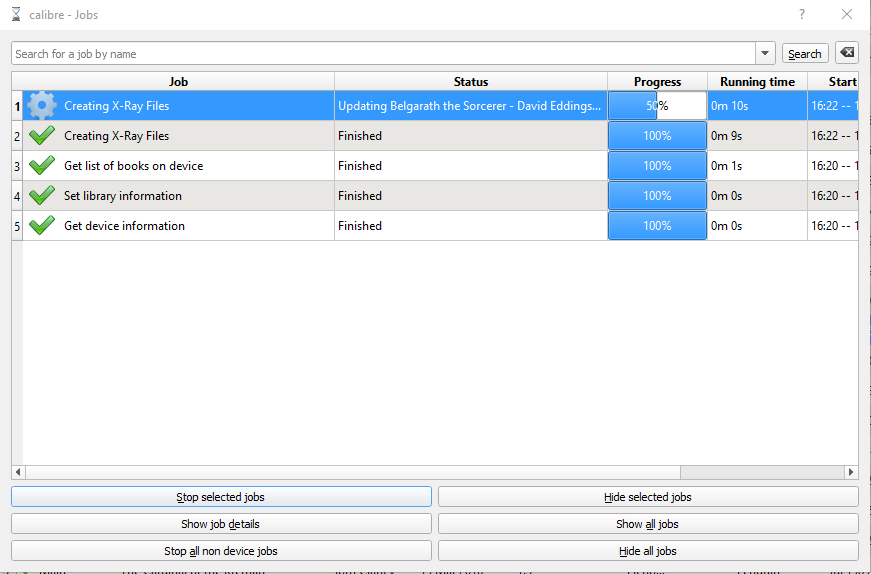 calibre - Jobs
Search for a job by name
Search
Job Status Progress Running time Start
1 Creating X-Ray Files Updating Belgarath the Sorcerer - David Eddings... 50% 0m 10s 16:22 -- 1
2 Creating X-Ray Files Finished 100% 0m 9s 16:22 -- 1
3 Get list of books on device Finished 100% 0m 1s 16:20 -- 1
4 Set library information Finished 100% 0m 0s 16:20 -- 1
5 Get device information Finished 100% 0m 0s 16:20 -- 1
Stop selected jobs Hide selected jobs
Show job details Show all jobs
Stop all non device jobs Hide all jobs